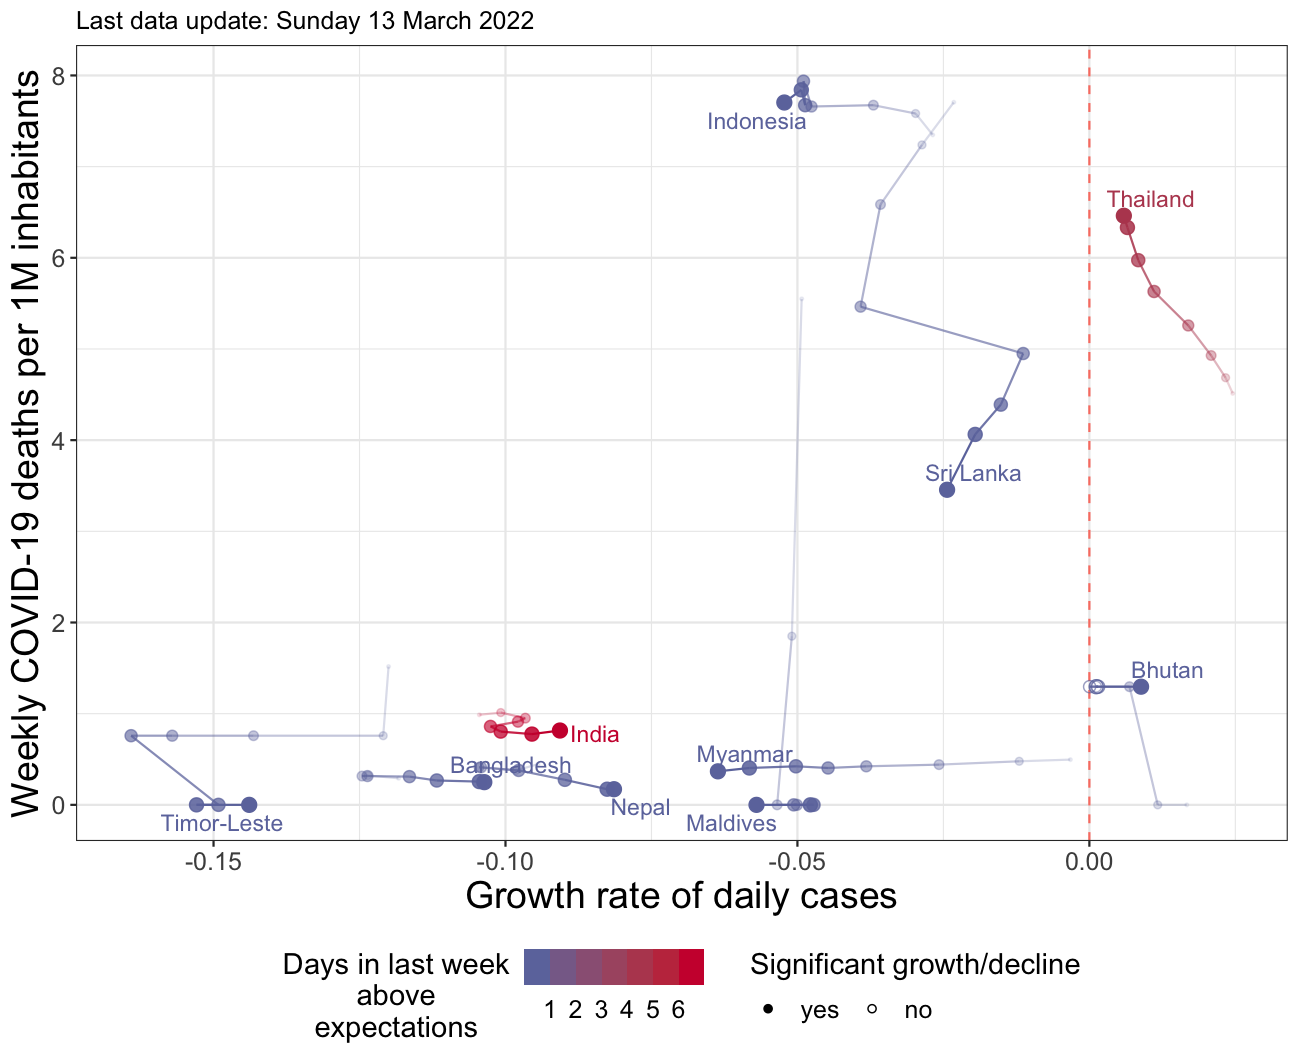 Last data update: Sunday 13 March 2022
Weekly COVID-19 deaths per 1M inhabitants
8
6
4
2
0
Indonesia
Thailand
Sri Lanka
Bhutan
India
Myanmar
Bangladesh
Nepal
Maldives
Timor-Leste
-0.15 -0.10 -0.05 0.00
Growth rate of daily cases
Days in last week
above
expectations
1 2 3 4 5 6
Significant growth/decline
yes no